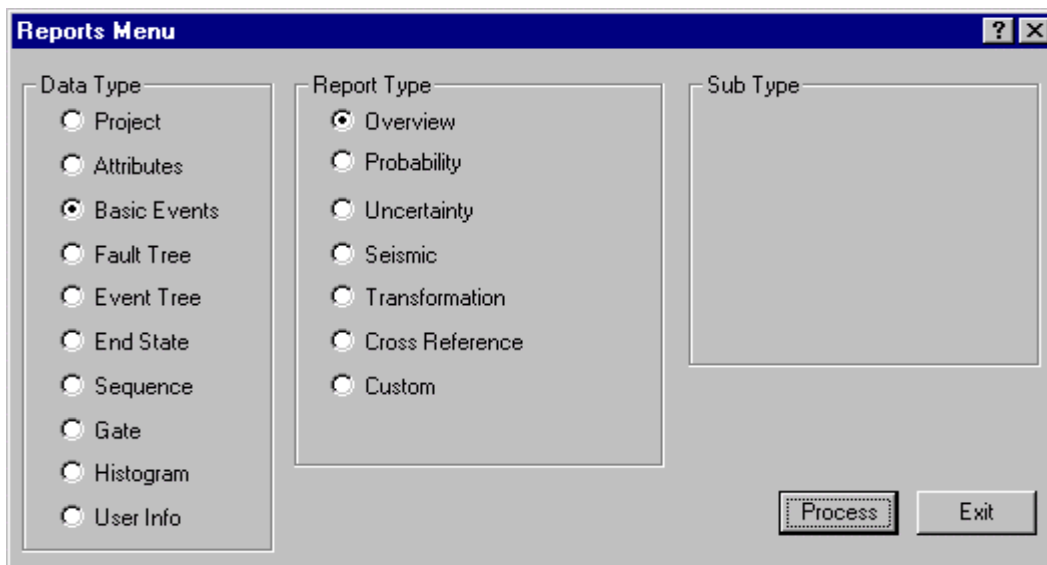 Reports Menu
Data Type
Project
Attributes
Basic Events
Fault Tree
Event Tree
End State
Sequence
Gate
Histogram
User Info
Report Type
Overview
Probability
Uncertainty
Seismic
Transformation
Cross Reference
Custom
Sub Type
Process
Exit